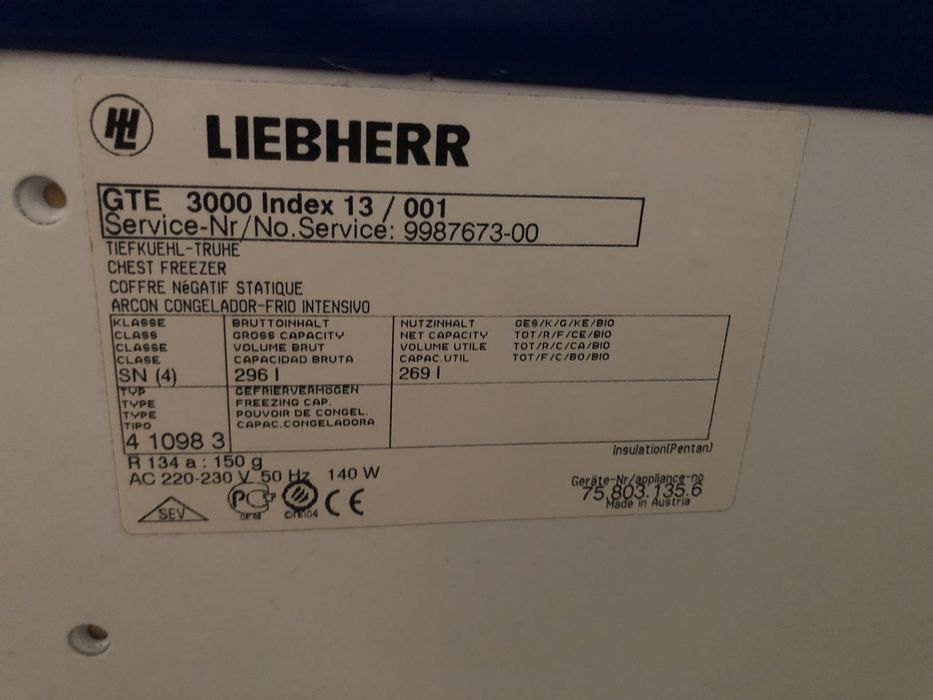 HL
LIEBHERR
GTE 3000 Index 13 / 001
Service-Nr/No.Service: 9987673-00
TIEFKUEHL-TRUHE
CHEST FREEZER
COFFRE NéGATIF STATIQUE
ARCON CONGELADOR-FRIO INTENSIVO
KLASSE BRUTTOINHALT NUTZINHALT GES/K/G/KE/BIO
CLASS GROSS CAPACITY NET CAPACITY TOT/R/F/CE/BIO
CLASSE VOLUME BRUT VOLUME UTILE TOT/R/C/CA/BIO
CLASE CAPACIDAD BRUTA CAPAC.UTIL TOT/F/C/BO/BIO
SN (4) 296 l 269 l
TYP GEFRIERVERMöGEN
TYPE FREEZING CAP.
TYPE POUVOIR DE CONGEL.
TIPO CAPAC.CONGELADORA
4 1098 3
Insulation(Pentan)
R 134 a : 150 g
AC 220-230 V 50 Hz 140 W
Geräte-Nr/appliance-no
75.803.135.6
Made in Austria
SEV
CE